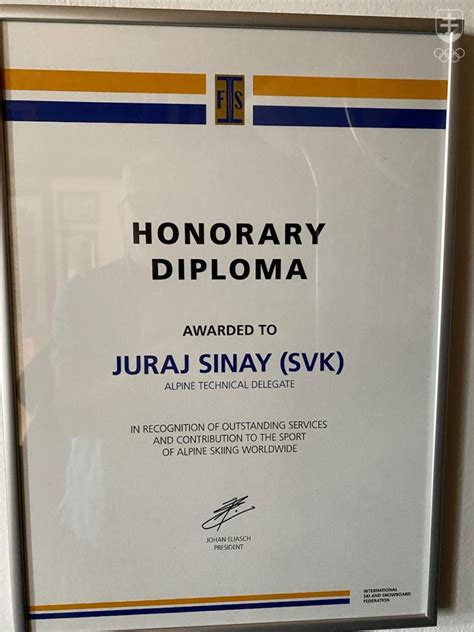 FIS
HONORARY
DIPLOMA
AWARDED TO
JURAJ SINAY (SVK)
ALPINE TECHNICAL DELEGATE
IN RECOGNITION OF OUTSTANDING SERVICES
AND CONTRIBUTION TO THE SPORT
OF ALPINE SKIING WORLDWIDE
JOHAN ELIASCH
PRESIDENT
INTERNATIONAL
SKI AND SNOWBOARD
FEDERATION